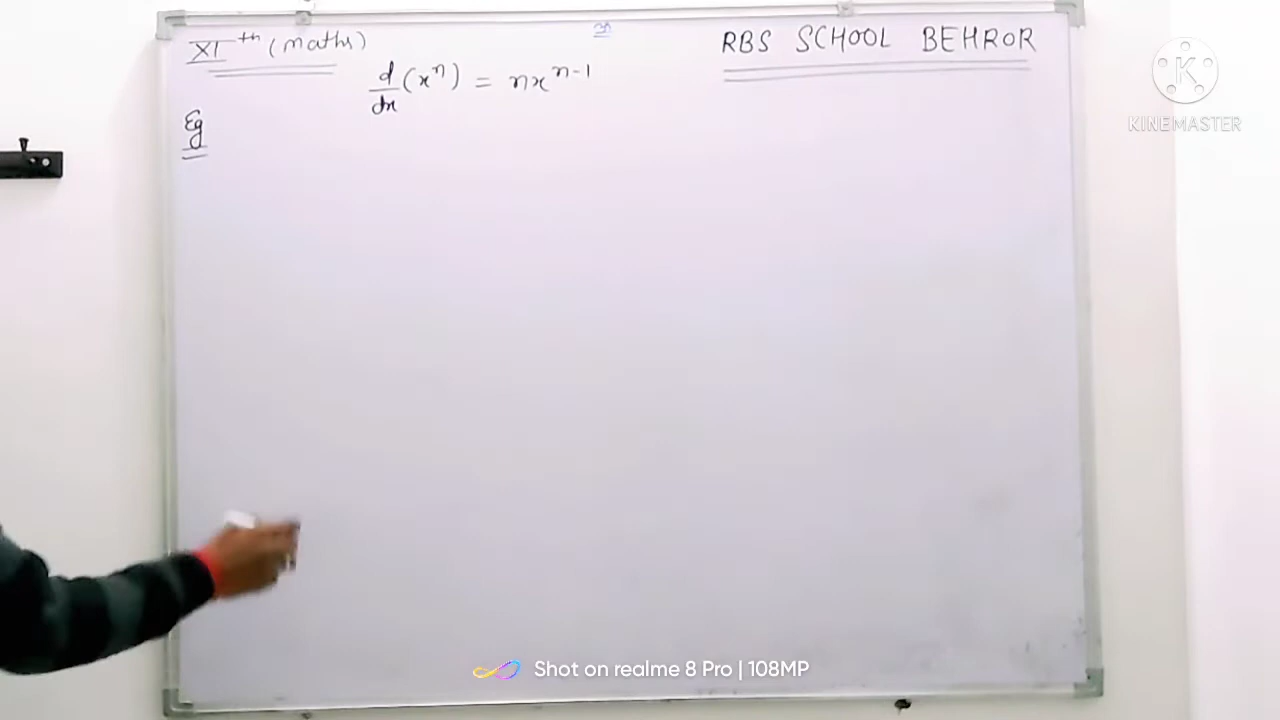 XI th (maths)
ॐ
RBS SCHOOL BEHROR
d/dx (x^n) = nx^{n-1}
Eg
KINEMASTER
Shot on realme 8 Pro | 108MP